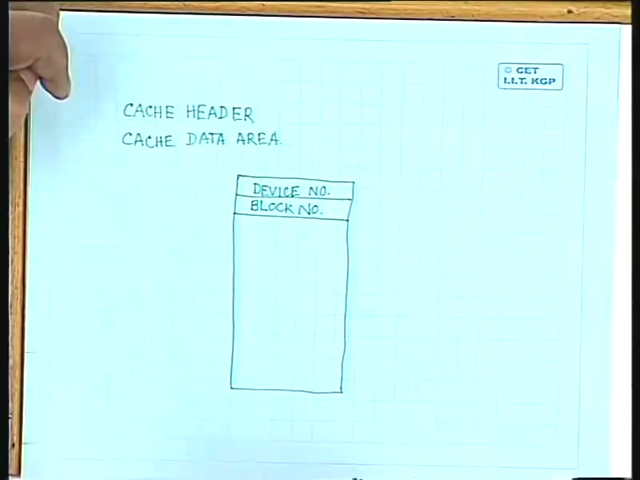 © CET
I.I.T. KGP
CACHE HEADER
CACHE DATA AREA.
DEVICE NO.
BLOCK NO.